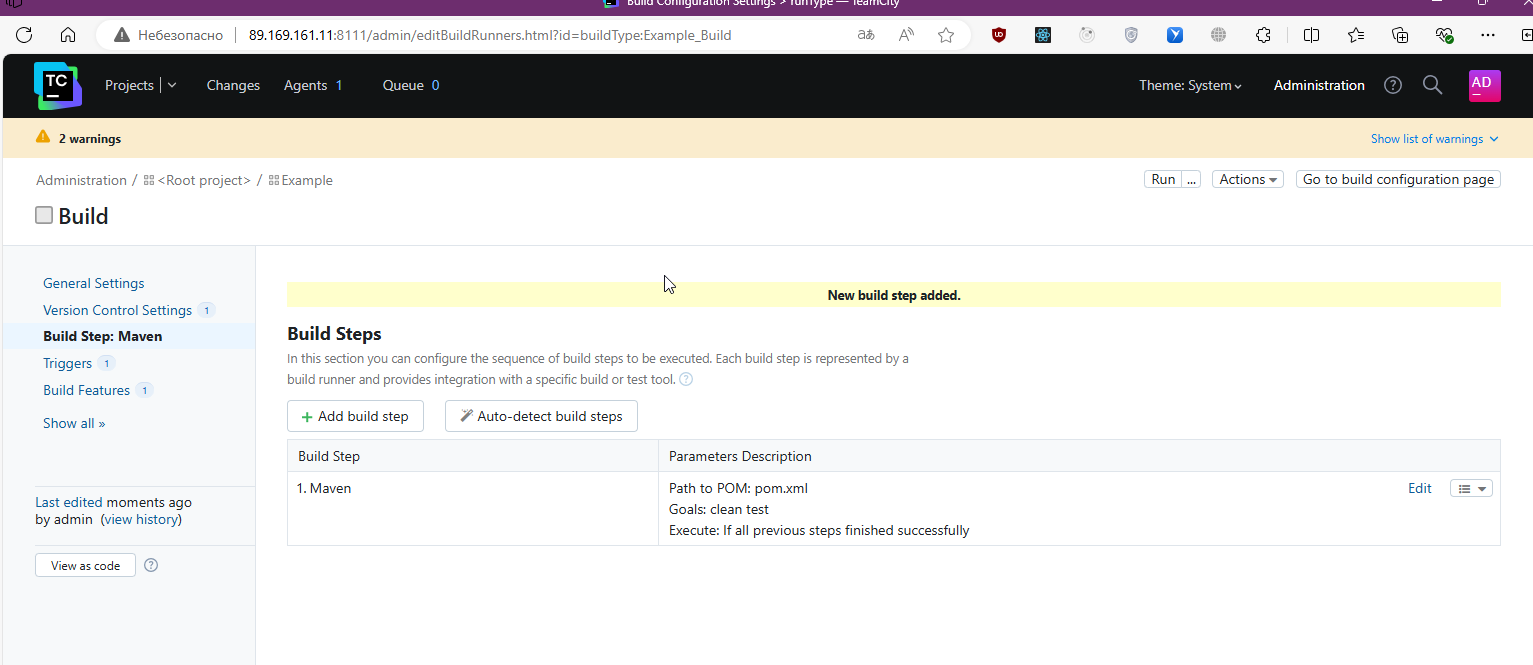 Build Configuration Settings > runType — TeamCity
Небезопасно 89.169.161.11:8111/admin/editBuildRunners.html?id=buildType:Example_Build
TC Projects Changes Agents 1 Queue 0 Theme: System Administration ? AD
2 warnings Show list of warnings
Administration / <Root project> / Example Run ... Actions Go to build configuration page
Build
General Settings
Version Control Settings 1
Build Step: Maven
Triggers 1
Build Features 1
Show all »
Last edited moments ago
by admin (view history)
View as code ?
New build step added.
Build Steps
In this section you can configure the sequence of build steps to be executed. Each build step is represented by a
build runner and provides integration with a specific build or test tool. ?
+ Add build step Auto-detect build steps
Build Step Parameters Description
1. Maven Path to POM: pom.xml Edit
Goals: clean test
Execute: If all previous steps finished successfully